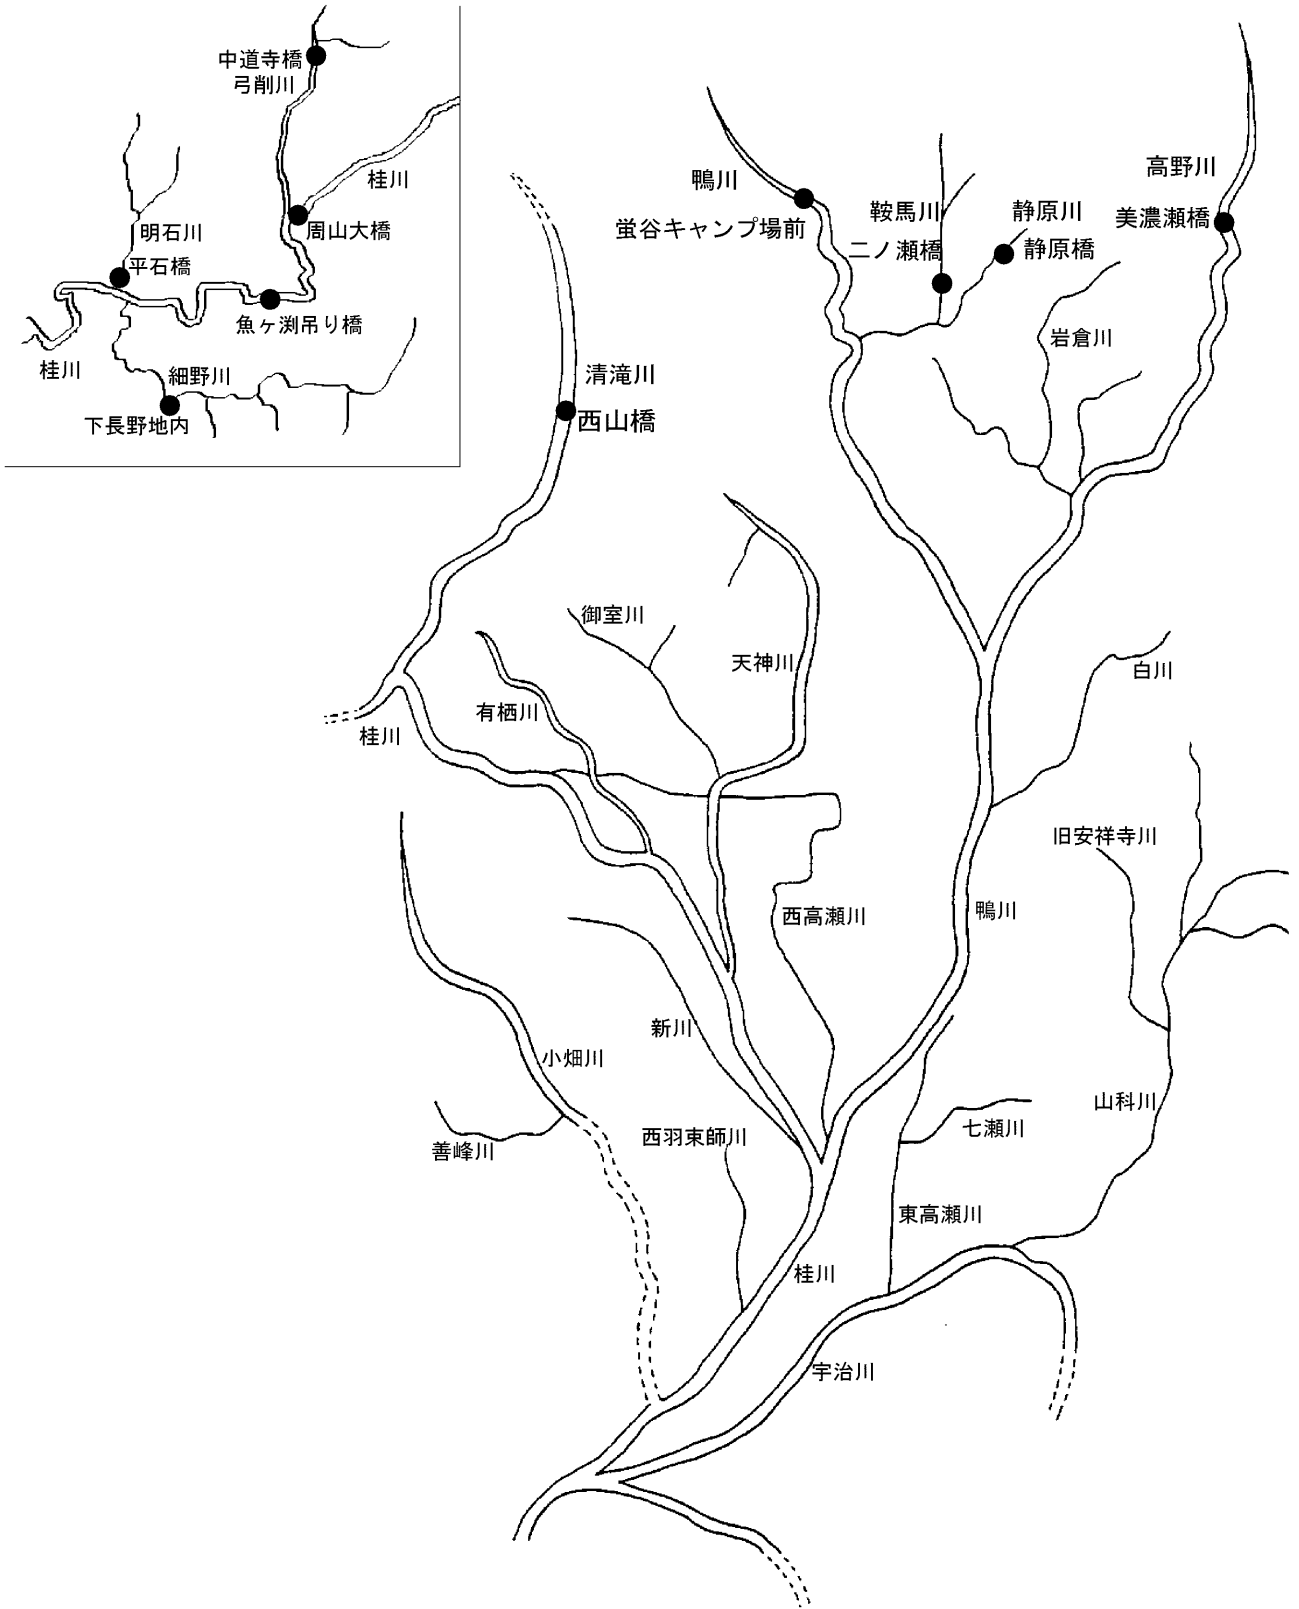 中道寺橋
弓削川
桂川
周山大橋
明石川
平石橋
魚ヶ渕吊り橋
桂川
細野川
下長野地内
清滝川
西山橋
鴨川
蛍谷キャンプ場前
鞍馬川
二ノ瀬橋
静原川
静原橋
高野川
美濃瀬橋
岩倉川
御室川
天神川
有栖川
桂川
白川
旧安祥寺川
西高瀬川
鴨川
新川
小畑川
善峰川
西羽束師川
七瀬川
山科川
東高瀬川
桂川
宇治川